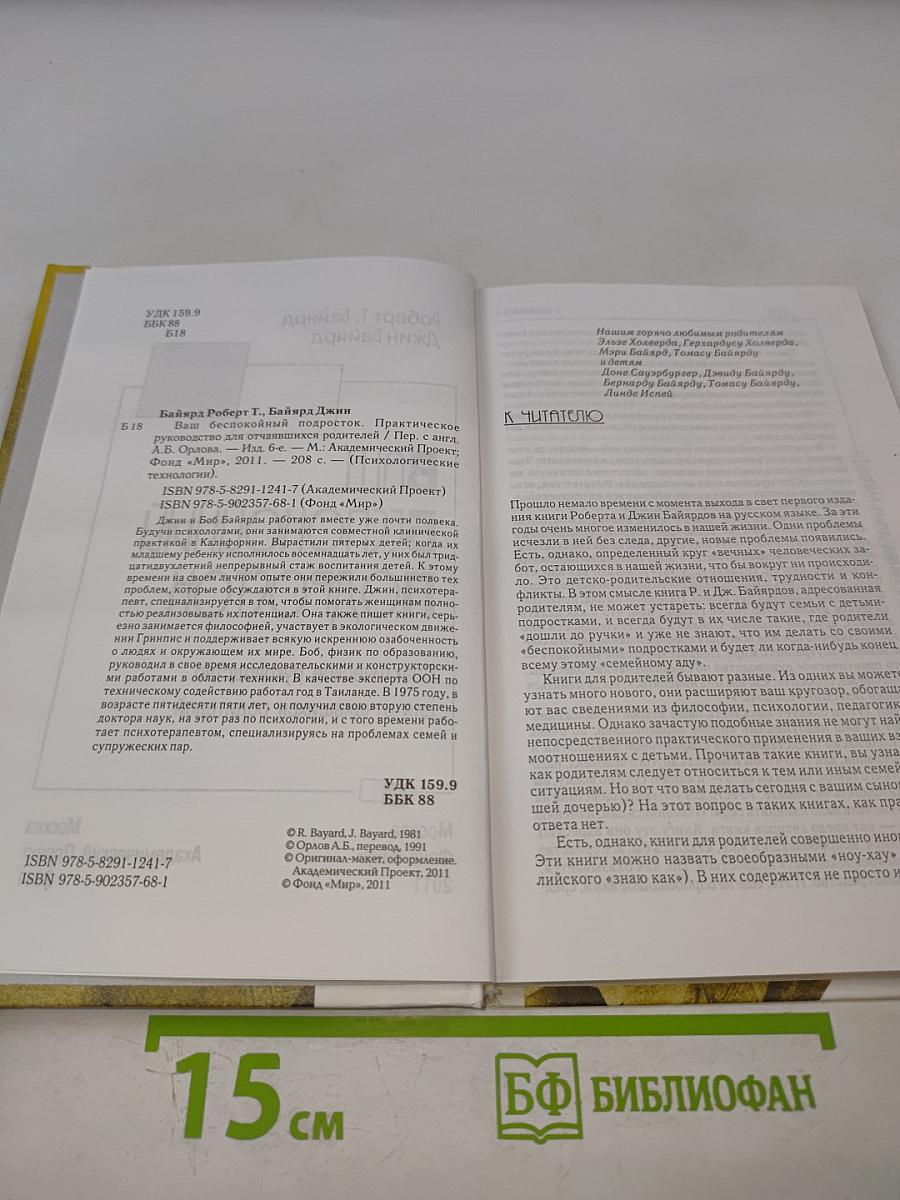 УДК 159.9
ББК 88
Б18
Байярд Роберт Т., Байярд Джин
Б 18 Ваш беспокойный подросток. Практическое
руководство для отчаявшихся родителей / Пер. с англ.
А.Б. Орлова. — Изд. 6-е. — М.: Академический Проект;
Фонд «Мир», 2011. — 208 с. — (Психологические
технологии).
ISBN 978-5-8291-1241-7 (Академический Проект)
ISBN 978-5-902357-68-1 (Фонд «Мир»)
Джин и Боб Байярды работают вместе уже почти полвека.
Будучи психологами, они занимаются совместной клинической
практикой в Калифорнии. Вырастили пятерых детей; когда их
младшему ребенку исполнилось восемнадцать лет, у них был трид-
цатидвухлетний непрерывный стаж воспитания детей. К этому
времени на своем личном опыте они пережили большинство тех
проблем, которые обсуждаются в этой книге. Джин, психотера-
певт, специализируется в том, чтобы помогать женщинам полно-
стью реализовывать их потенциал. Она также пишет книги, серь-
езно занимается философией, участвует в экологическом движе-
нии Гринпис и поддерживает всякую искреннюю озабоченность
о людях и окружающем их мире. Боб, физик по образованию,
руководил в свое время исследовательскими и конструкторски-
ми работами в области техники. В качестве эксперта ООН по
техническому содействию работал год в Таиланде. В 1975 году, в
возрасте пятидесяти пяти лет, он получил свою вторую степень
доктора наук, на этот раз по психологии, и с того времени рабо-
тает психотерапевтом, специализируясь на проблемах семей и
супружеских пар.
УДК 159.9
ББК 88
© R. Bayard, J. Bayard, 1981
© Орлов А.Б., перевод, 1991
© Оригинал-макет, оформление.
Академический Проект, 2011
© Фонд «Мир», 2011
ISBN 978-5-8291-1241-7
ISBN 978-5-902357-68-1
Нашим горячо любимым родителям
Эльзе Холверда, Герхардусу Холверда,
Мэри Байярд, Томасу Байярду
и детям
Доне Сауэрбургер, Дэвиду Байярду,
Бернарду Байярду, Томасу Байярду,
Линде Испей
К ЧИТАТЕЛЮ
Прошло немало времени с момента выхода в свет первого изда-
ния книги Роберта и Джин Байярдов на русском языке. За эти
годы очень многое изменилось в нашей жизни. Одни проблемы
исчезли в ней без следа, другие, новые проблемы появились.
Есть, однако, определенный круг «вечных» человеческих за-
бот, остающихся в нашей жизни, что бы вокруг ни происходи-
ло. Это детско-родительские отношения, трудности и кон-
фликты. В этом смысле книга Р. и Дж. Байярдов, адресованная
родителям, не может устареть: всегда будут семьи с детьми-
подростками, и всегда будут в их числе такие, где родители
«дошли до ручки» и уже не знают, что им делать со своими
«беспокойными» подростками и будет ли когда-нибудь конец
всему этому «семейному аду».
Книги для родителей бывают разные. Из одних вы можете
узнать много нового, они расширяют ваш кругозор, обогаща-
ют вас сведениями из философии, психологии, педагогик
медицины. Однако зачастую подобные знания не могут най
непосредственного практического применения в ваших вз
моотношениях с детьми. Прочитав такие книги, вы узна
как родителям следует относиться к тем или иным семей
ситуациям. Но вот что вам делать сегодня с вашим сыном
шей дочерью)? На этот вопрос в таких книгах, как пра
ответа нет.
Есть, однако, книги для родителей совершенно иног
Эти книги можно назвать своеобразными «ноу-хау»
лийского «знаю как»). В них содержится не просто и
15 см
БФ БИБЛИОФАН